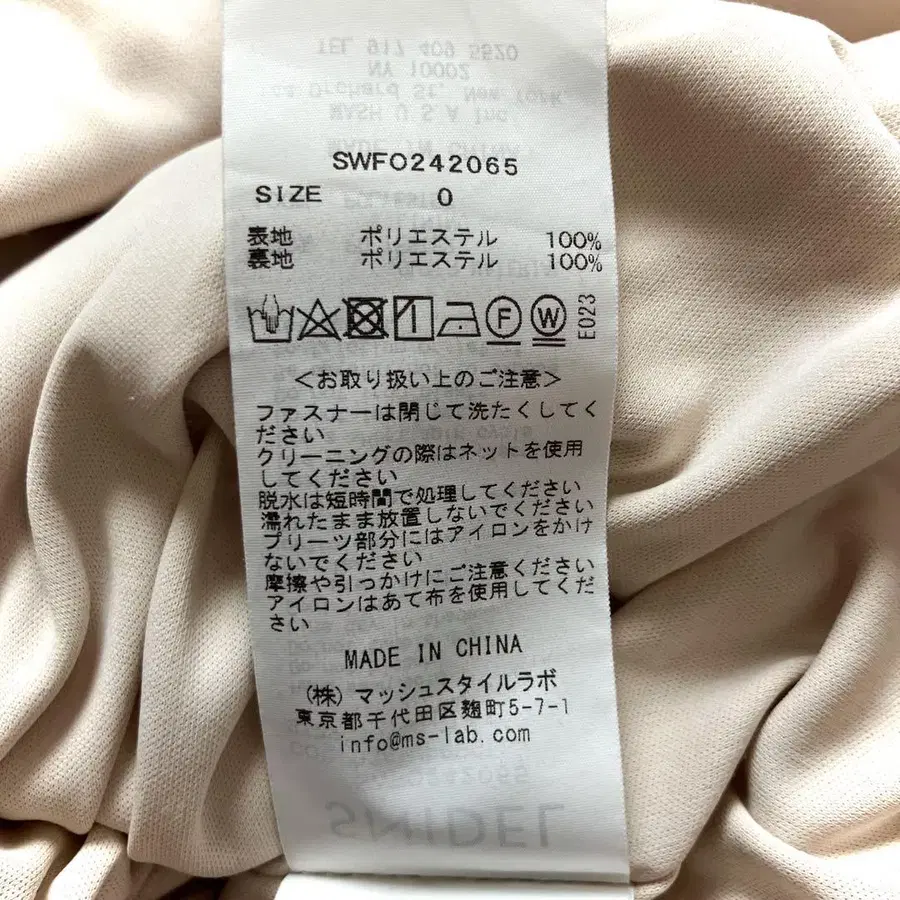 SWFO242065
SIZE 0
表地 ポリエステル 100%
裏地 ポリエステル 100%
F W E023
<お取り扱い上のご注意>
ファスナーは閉じて洗たくしてく
ださい
クリーニングの際はネットを使用
してください
脱水は短時間で処理してください
濡れたまま放置しないでください
プリーツ部分にはアイロンをかけ
ないでください
摩擦や引っかけにご注意ください
アイロンはあて布を使用してくだ
さい
MADE IN CHINA
(株) マッシュスタイルラボ
東京都千代田区麹町5-7-1
info@ms-lab.com
SNIDEL